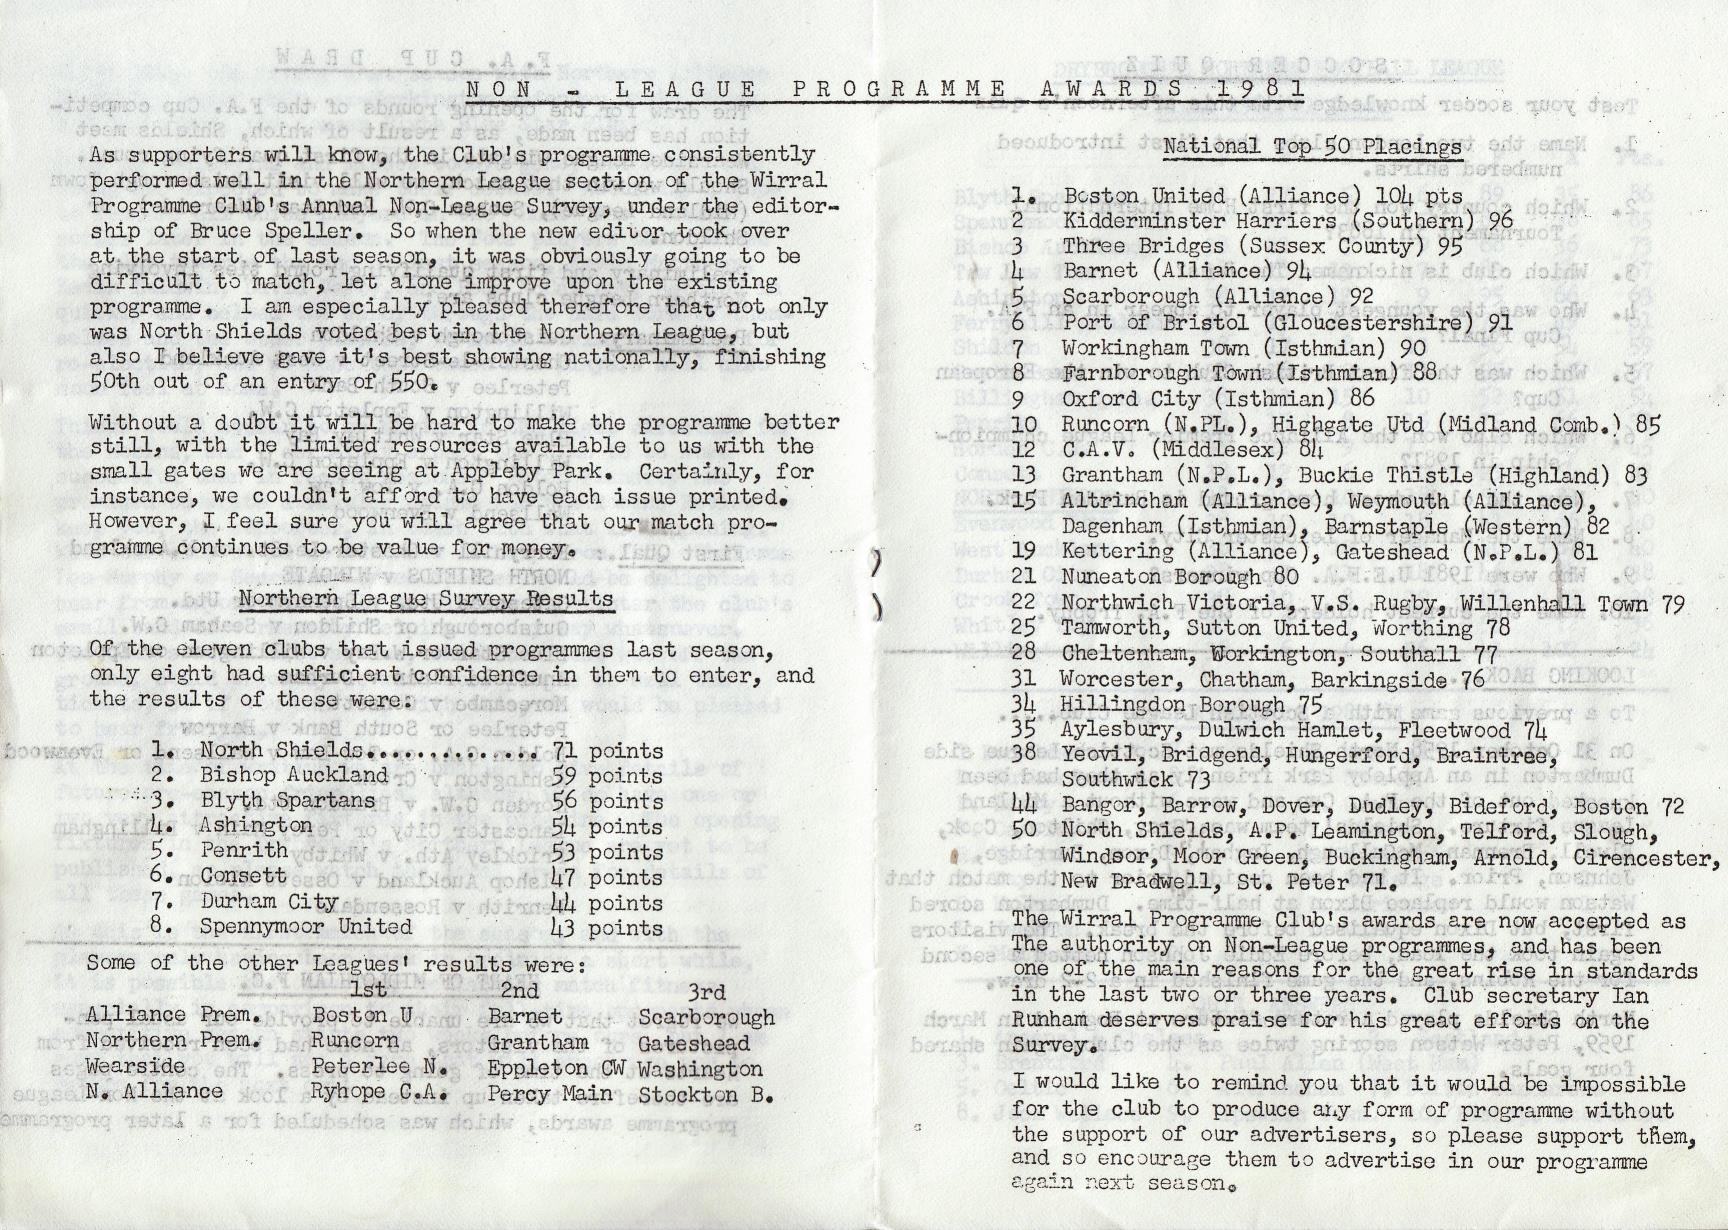 NON - LEAGUE PROGRAMME AWARDS 1981
As supporters will know, the Club's programme consistently
performed well in the Northern League section of the Wirral
Programme Club's Annual Non-League Survey, under the editor-
ship of Bruce Speller. So when the new editor took over
at the start of last season, it was obviously going to be
difficult to match, let alone improve upon the existing
programme. I am especially pleased therefore that not only
was North Shields voted best in the Northern League, but
also I believe gave it's best showing nationally, finishing
50th out of an entry of 550.
Without a doubt it will be hard to make the programme better
still, with the limited resources available to us with the
small gates we are seeing at Appleby Park. Certainly, for
instance, we couldn't afford to have each issue printed.
However, I feel sure you will agree that our match pro-
gramme continues to be value for money.
Northern League Survey Results
Of the eleven clubs that issued programmes last season,
only eight had sufficient confidence in them to enter, and
the results of these were:
1. North Shields.............. 71 points
2. Bishop Auckland 59 points
3. Blyth Spartans 56 points
4. Ashington 54 points
5. Penrith 53 points
6. Consett 47 points
7. Durham City 44 points
8. Spennymoor United 43 points
Some of the other Leagues' results were:
1st 2nd 3rd
Alliance Prem. Boston U Barnet Scarborough
Northern Prem. Runcorn Grantham Gateshead
Wearside Peterlee N. Eppleton CW Washington
N. Alliance Ryhope C.A. Percy Main Stockton B.
National Top 50 Placings
1. Boston United (Alliance) 104 pts
2 Kidderminster Harriers (Southern) 96
3 Three Bridges (Sussex County) 95
4 Barnet (Alliance) 94
5 Scarborough (Alliance) 92
6 Port of Bristol (Gloucestershire) 91
7 Workingham Town (Isthmian) 90
8 Farnborough Town (Isthmian) 88
9 Oxford City (Isthmian) 86
10 Runcorn (N.PL.), Highgate Utd (Midland Comb.) 85
12 C.A.V. (Middlesex) 84
13 Grantham (N.P.L.), Buckie Thistle (Highland) 83
15 Altrincham (Alliance), Weymouth (Alliance),
Dagenham (Isthmian), Barnstaple (Western) 82
19 Kettering (Alliance), Gateshead (N.P.L.) 81
21 Nuneaton Borough 80
22 Northwich Victoria, V.S. Rugby, Willenhall Town 79
25 Tamworth, Sutton United, Worthing 78
28 Cheltenham, Workington, Southall 77
31 Worcester, Chatham, Barkingside 76
34 Hillingdon Borough 75
35 Aylesbury, Dulwich Hamlet, Fleetwood 74
38 Yeovil, Bridgend, Hungerford, Braintree,
Southwick 73
44 Bangor, Barrow, Dover, Dudley, Bideford, Boston 72
50 North Shields, A.P. Leamington, Telford, Slough,
Windsor, Moor Green, Buckingham, Arnold, Cirencester,
New Bradwell, St. Peter 71.
The Wirral Programme Club's awards are now accepted as
The authority on Non-League programmes, and has been
one of the main reasons for the great rise in standards
in the last two or three years. Club secretary Ian
Runham deserves praise for his great efforts on the
Survey.
I would like to remind you that it would be impossible
for the club to produce any form of programme without
the support of our advertisers, so please support them,
and so encourage them to advertise in our programme
again next season.